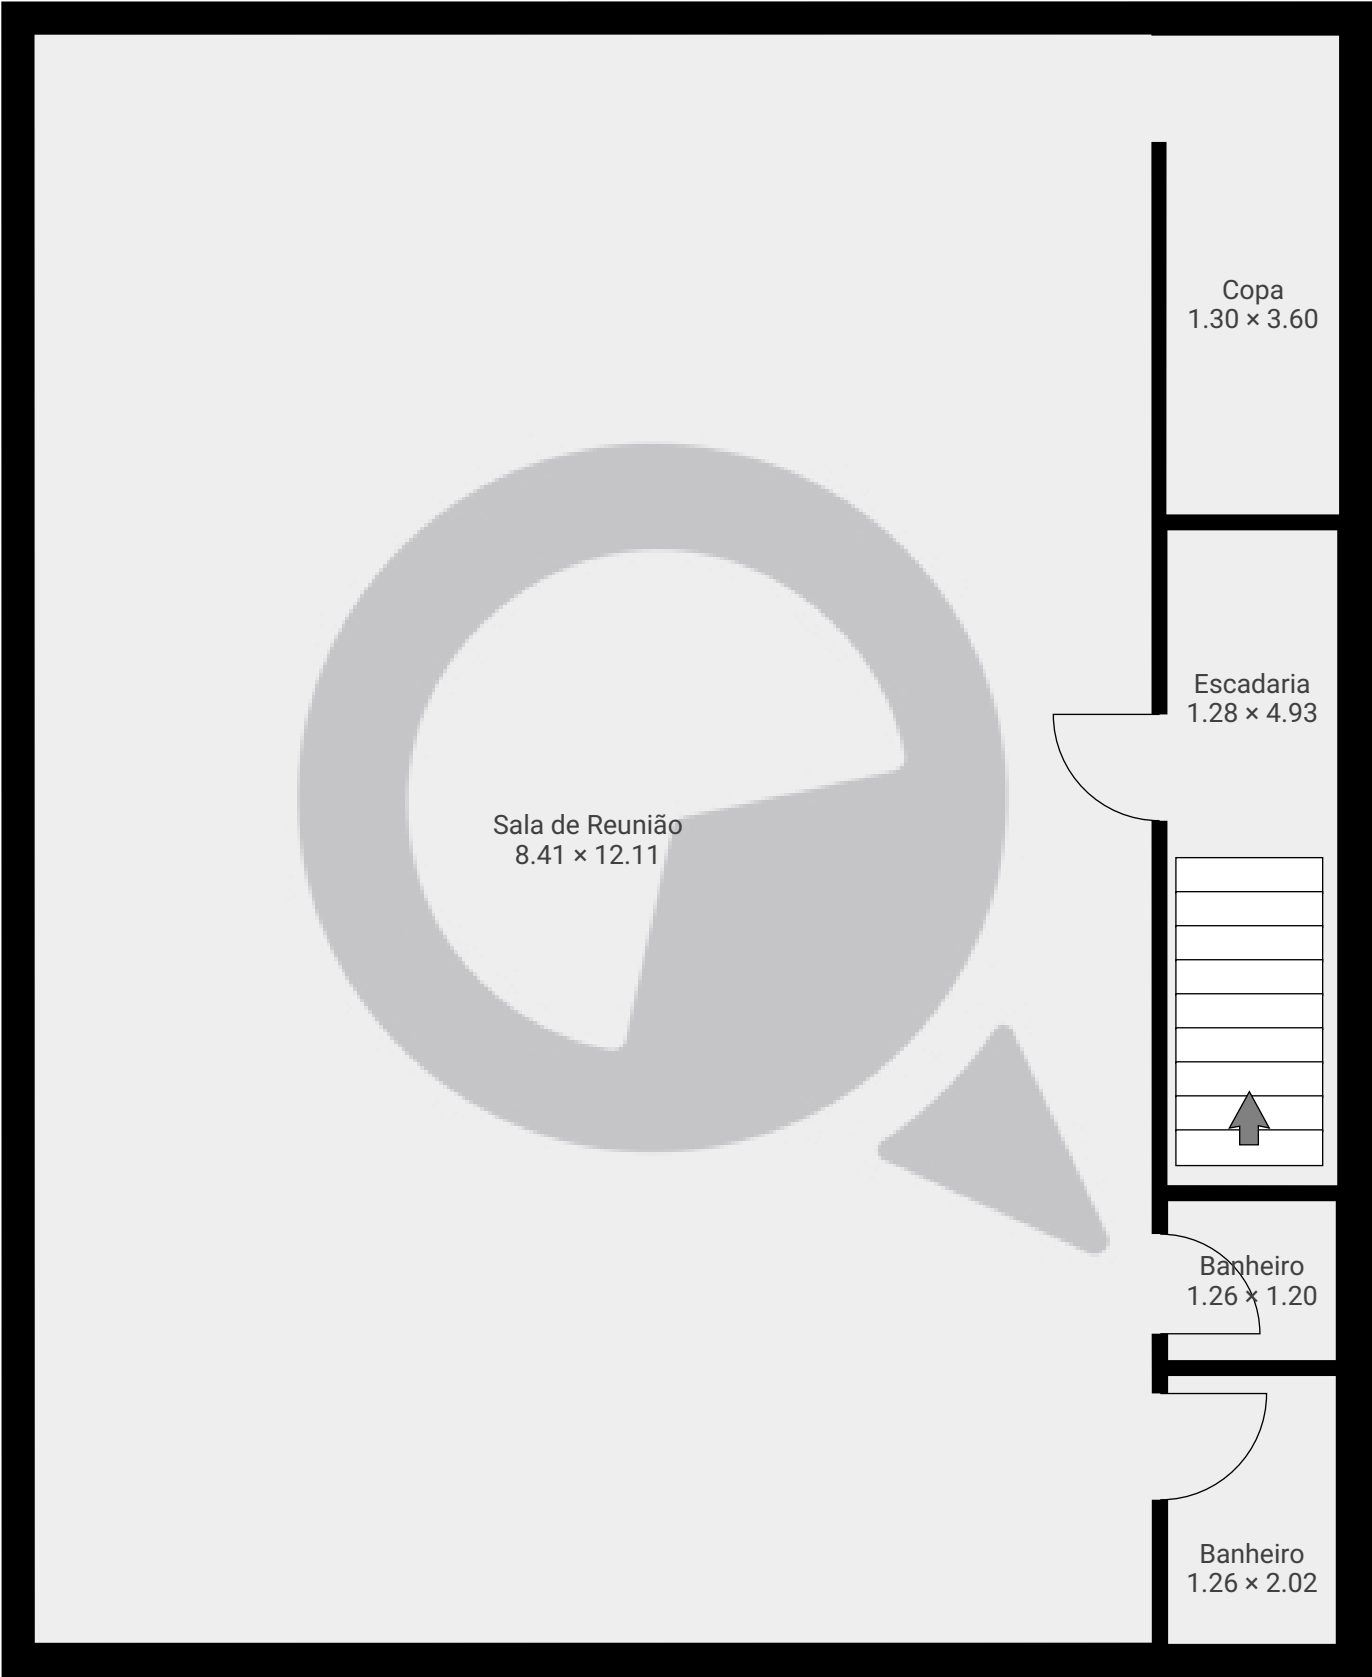 Copa
1.30 × 3.60
Escadaria
1.28 × 4.93
Sala de Reunião
8.41 × 12.11
Banheiro
1.26 × 1.20
Banheiro
1.26 × 2.02